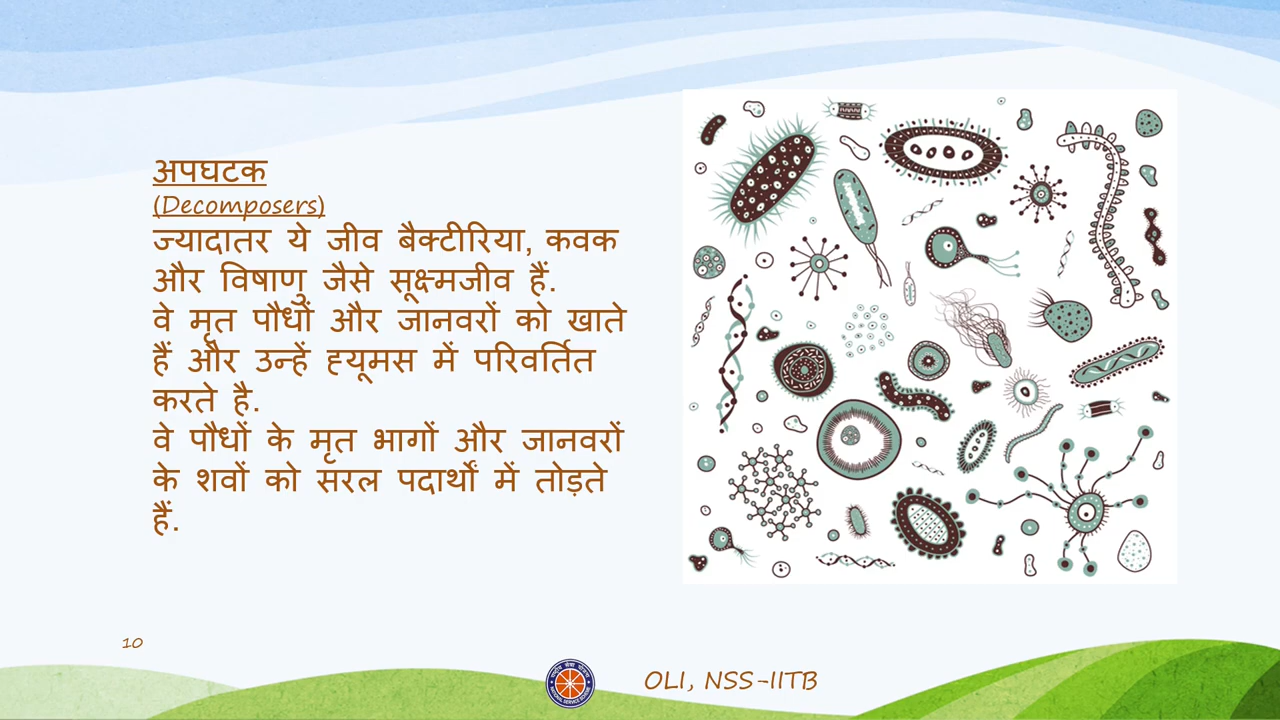 अपघटक
(Decomposers)
ज्यादातर ये जीव बैक्टीरिया, कवक
और विषाणु जैसे सूक्ष्मजीव हैं.
वे मृत पौधों और जानवरों को खाते
हैं और उन्हें ह्यूमस में परिवर्तित
करते है.
वे पौधों के मृत भागों और जानवरों
के शवों को सरल पदार्थों में तोड़ते
हैं.
10
OLI, NSS-IITB